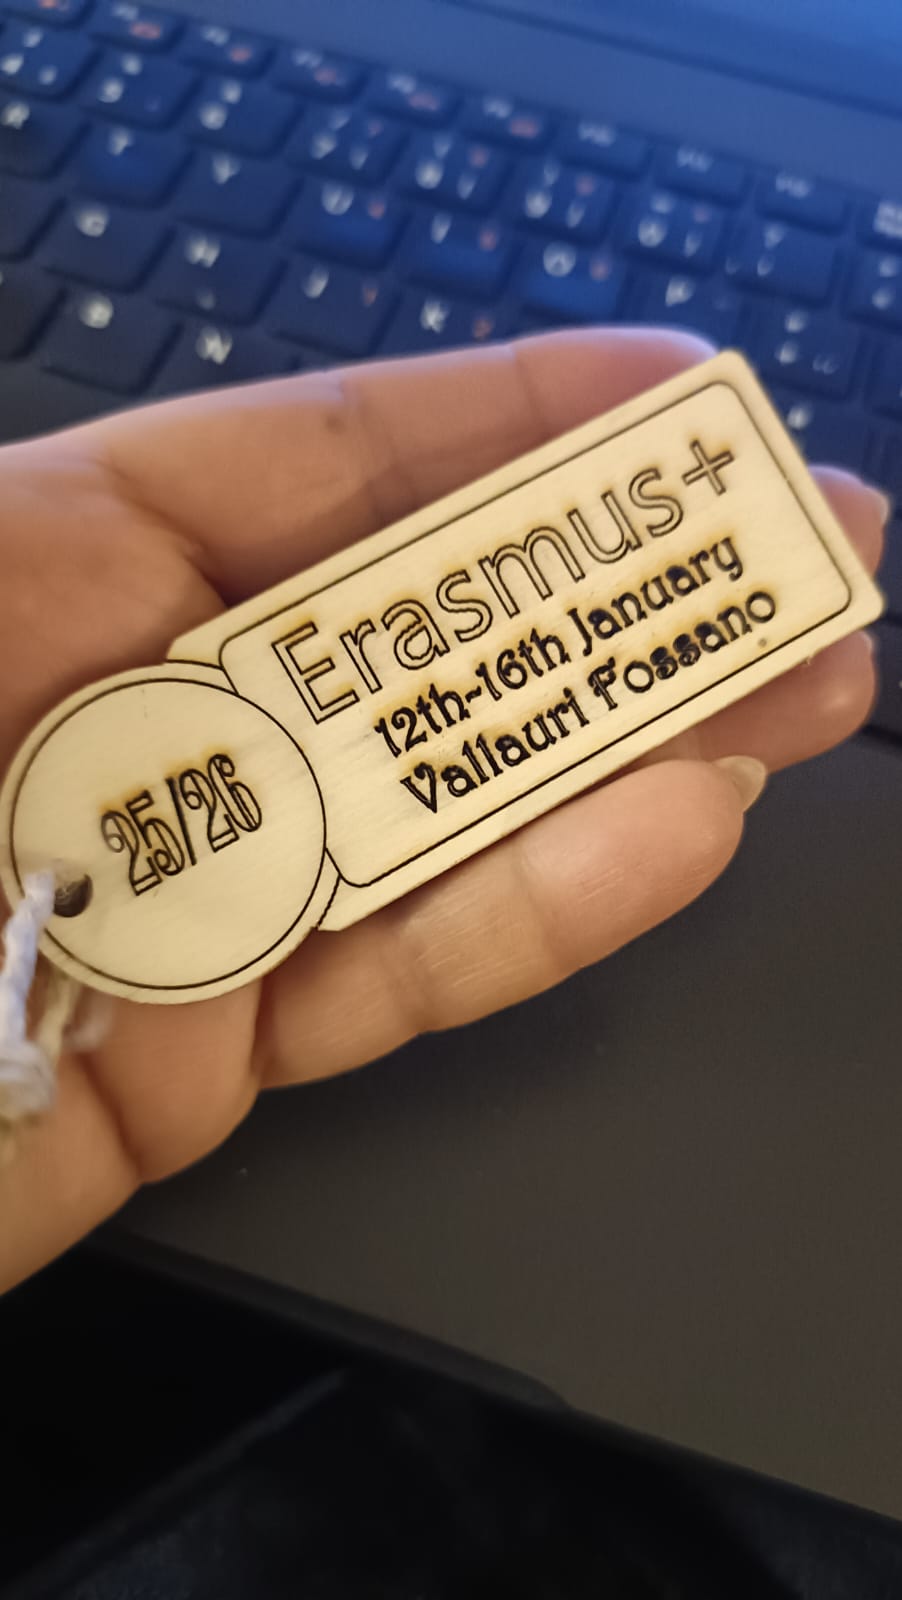 Erasmus+
12th-16th January
Vallauri Fossano
25/26